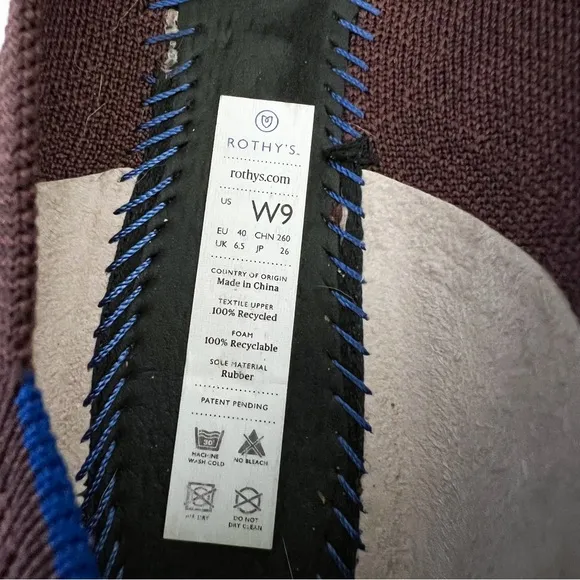 ROTHY'S.
rothys.com
US W9
EU 40 CHN 260
UK 6.5 JP 26
COUNTRY OF ORIGIN
Made in China
TEXTILE UPPER
100% Recycled
FOAM
100% Recyclable
SOLE MATERIAL
Rubber
PATENT PENDING
30°
MACHINE
WASH COLD
NO BLEACH
AIR DRY
DO NOT
DRY CLEAN